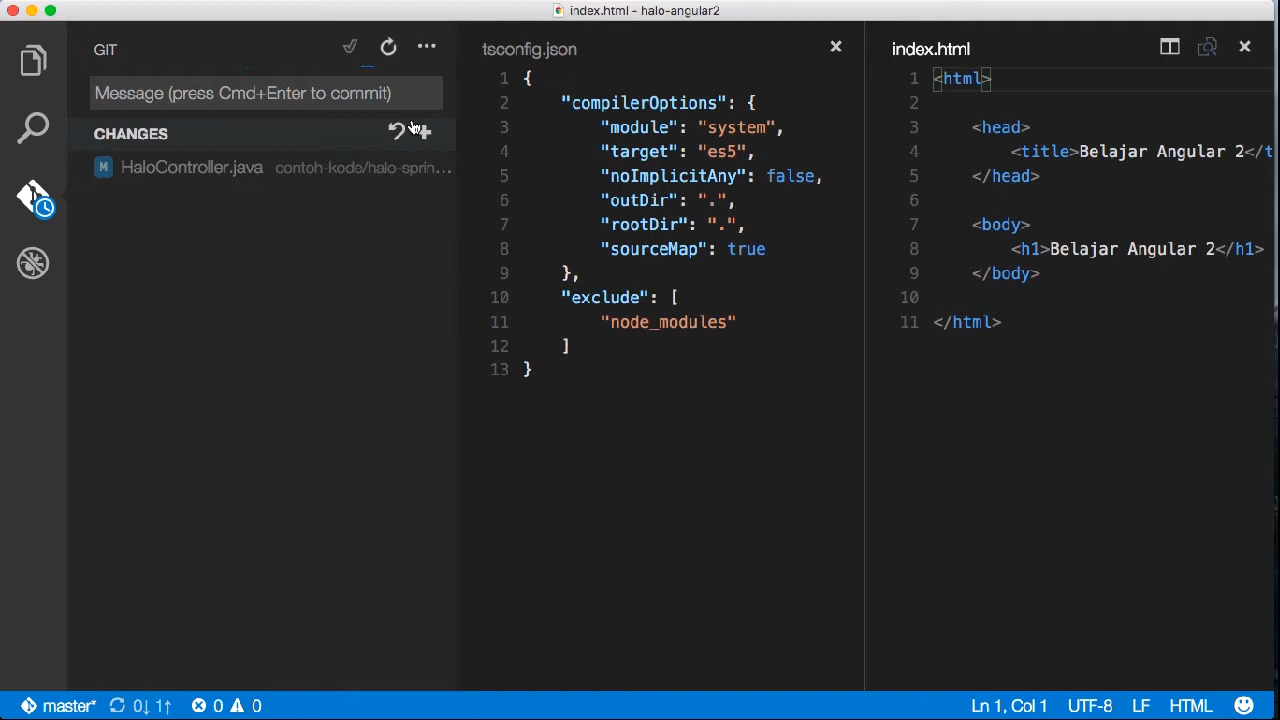 index.html - halo-angular2
GIT
Message (press Cmd+Enter to commit)
CHANGES
M HaloController.java contoh-kode/halo-sprin...
tsconfig.json
1 {
2 "compilerOptions": {
3 "module": "system",
4 "target": "es5",
5 "noImplicitAny": false,
6 "outDir": ".",
7 "rootDir": ".",
8 "sourceMap": true
9 },
10 "exclude": [
11 "node_modules"
12 ]
13 }
index.html
1 <html>
2
3 <head>
4 <title>Belajar Angular 2</t
5 </head>
6
7 <body>
8 <h1>Belajar Angular 2</h1>
9 </body>
10
11 </html>
master* 0↓ 1↑ 0 0 Ln 1, Col 1 UTF-8 LF HTML